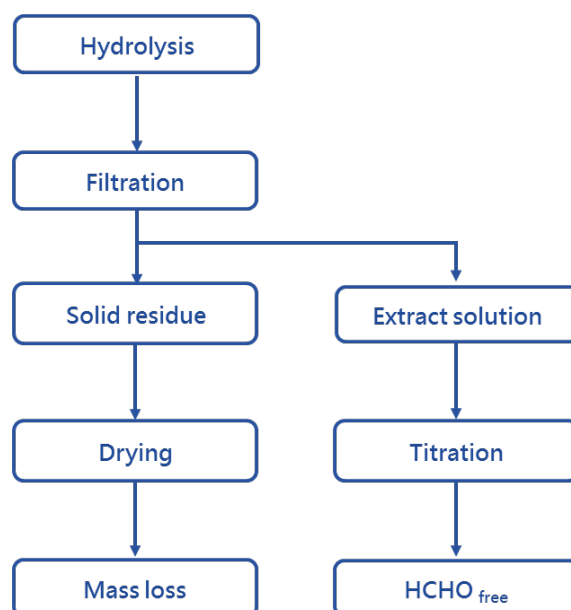 Hydrolysis
Filtration
Solid residue
Extract solution
Drying
Titration
Mass loss
HCHO free